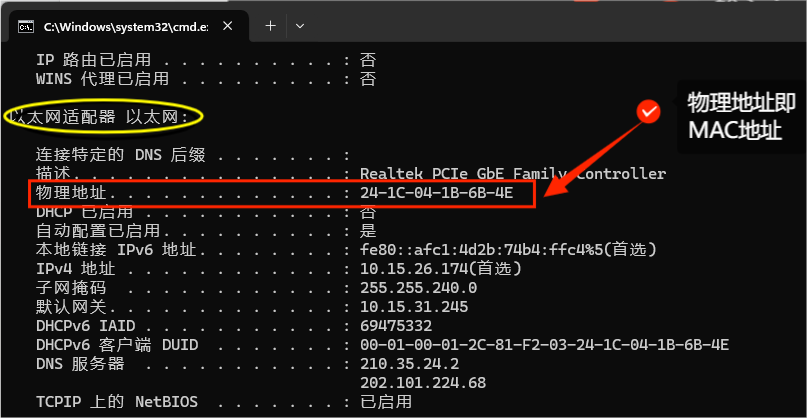 C:\Windows\system32\cmd.ex
IP 路由已启用 . . . . . . . . . . : 否
WINS 代理已启用 . . . . . . . . . : 否
以太网适配器 以太网:
物理地址即
MAC地址
连接特定的 DNS 后缀 . . . . . . . :
描述. . . . . . . . . . . . . . . : Realtek PCIe GbE Family Controller
物理地址. . . . . . . . . . . . . : 24-1C-04-1B-6B-4E
DHCP 已启用 . . . . . . . . . . . : 否
自动配置已启用. . . . . . . . . . : 是
本地链接 IPv6 地址. . . . . . . . : fe80::afc1:4d2b:74b4:ffc4%5(首选)
IPv4 地址 . . . . . . . . . . . . : 10.15.26.174(首选)
子网掩码  . . . . . . . . . . . . : 255.255.240.0
默认网关. . . . . . . . . . . . . : 10.15.31.245
DHCPv6 IAID . . . . . . . . . . . : 69475332
DHCPv6 客户端 DUID  . . . . . . . : 00-01-00-01-2C-81-F2-03-24-1C-04-1B-6B-4E
DNS 服务器  . . . . . . . . . . . : 210.35.24.2
202.101.224.68
TCPIP 上的 NetBIOS  . . . . . . . : 已启用